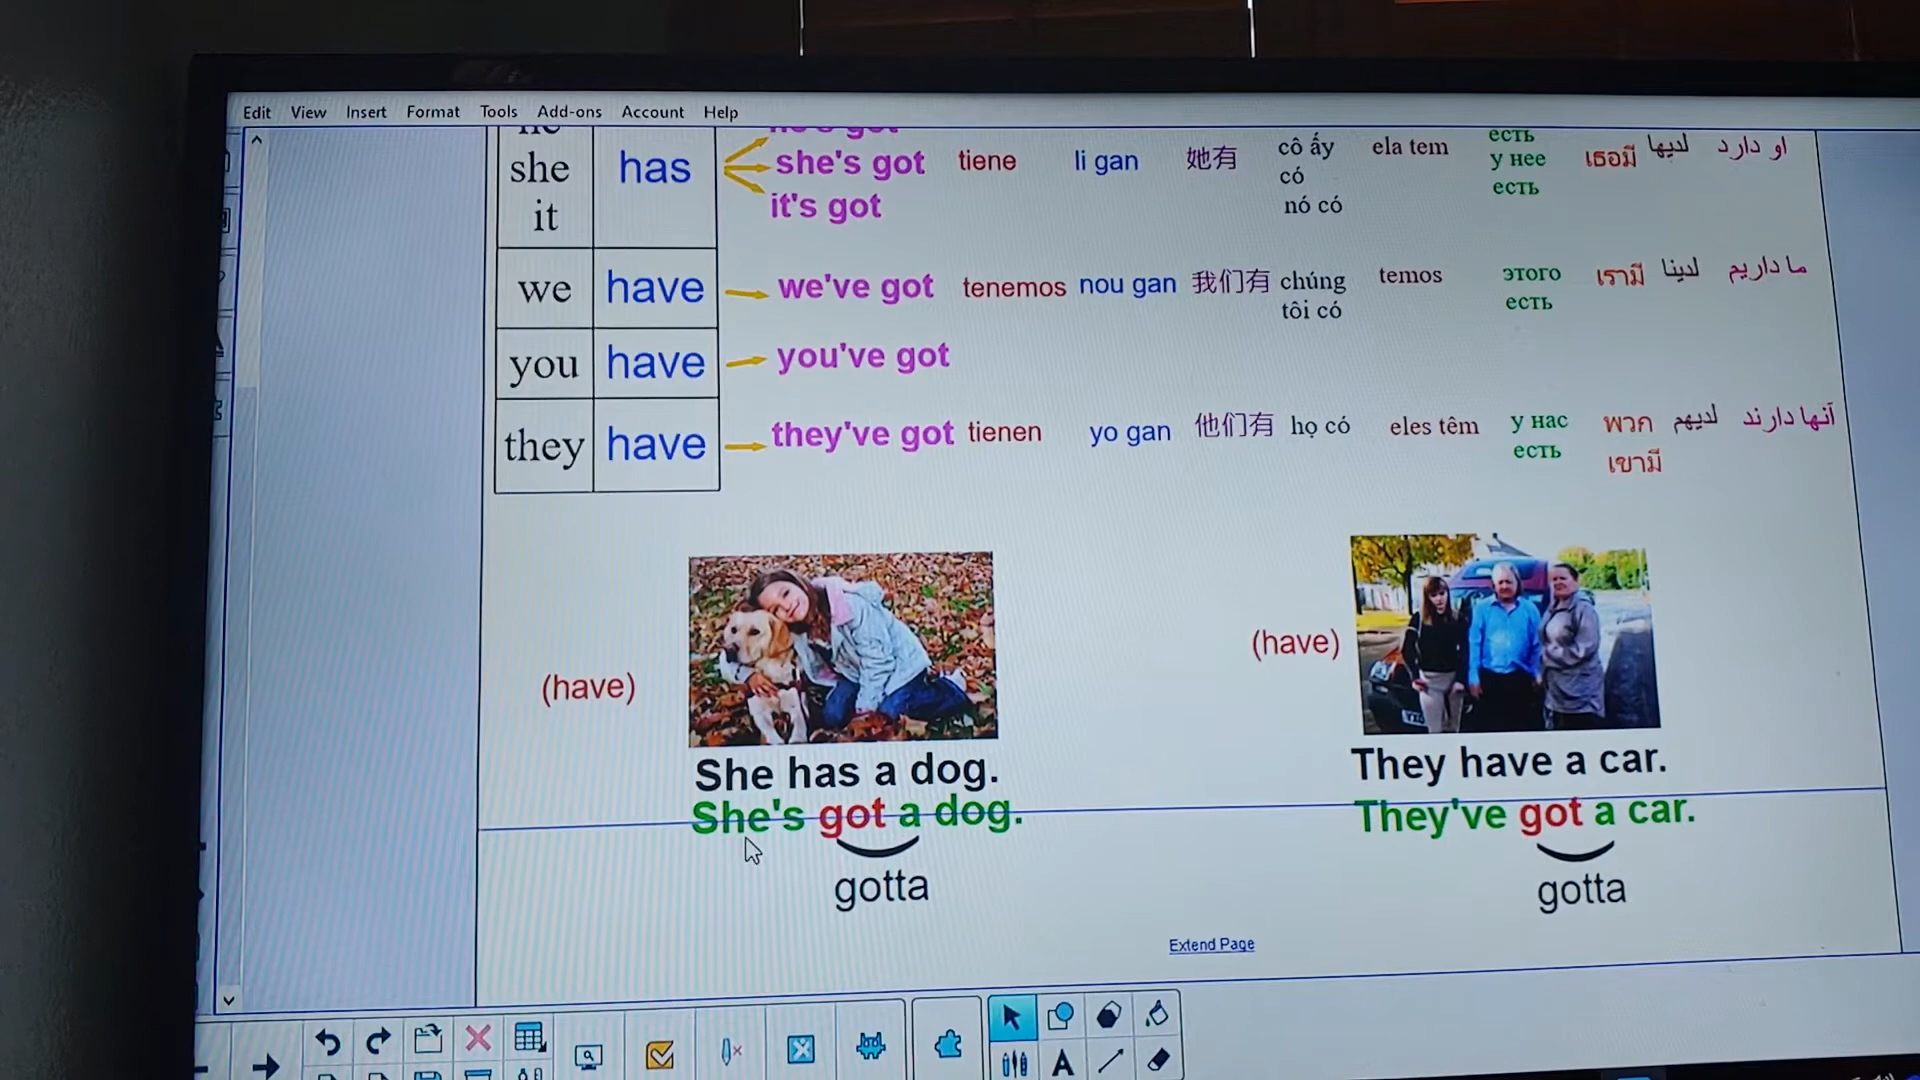 Edit View Insert Format Tools Add-ons Account Help
she has she's got tiene li gan 她有 cô ấy có ela tem есть у нее есть เธอมี لديها او دارد
it it's got nó có
we have we've got tenemos nou gan 我们有 chúng tôi có temos этого есть เรามี لدينا ما داریم
you have you've got
they have they've got tienen yo gan 他们有 họ có eles têm у нас есть พวก เขามี لديهم آنها دارند
(have) (have)
She has a dog. They have a car.
She's got a dog. They've got a car.
gotta gotta
Extend Page